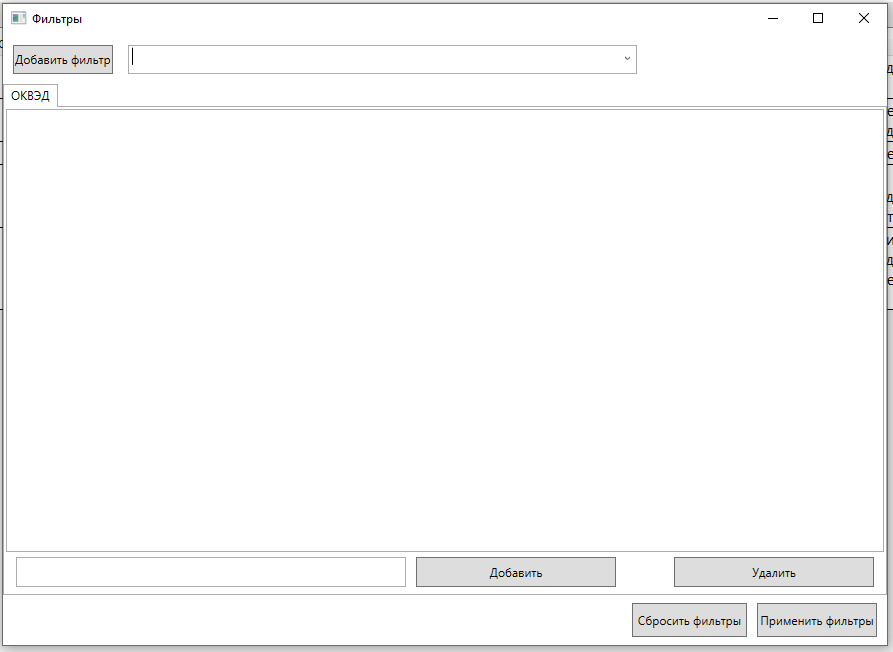 Фильтры
Добавить фильтр
ОКВЭД
Добавить
Удалить
Сбросить фильтры
Применить фильтры